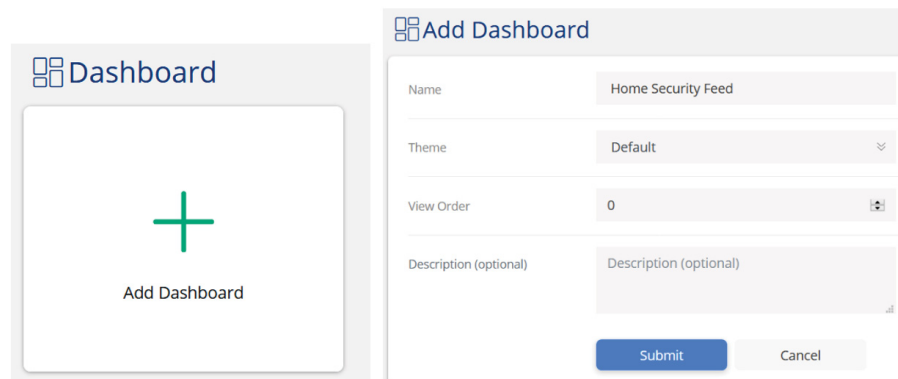 Dashboard
Add Dashboard
Add Dashboard
Name
Home Security Feed
Theme
Default
View Order
0
Description (optional)
Description (optional)
Submit
Cancel